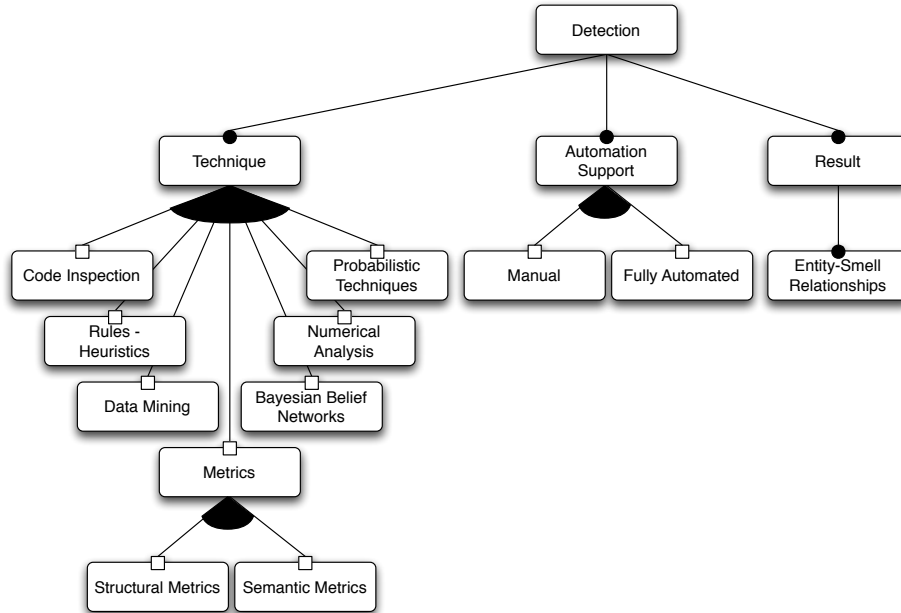 Detection
Technique
Automation
Support
Result
Code Inspection
Probabilistic
Techniques
Manual
Fully Automated
Entity-Smell
Relationships
Rules -
Heuristics
Numerical
Analysis
Data Mining
Bayesian Belief
Networks
Metrics
Structural Metrics
Semantic Metrics